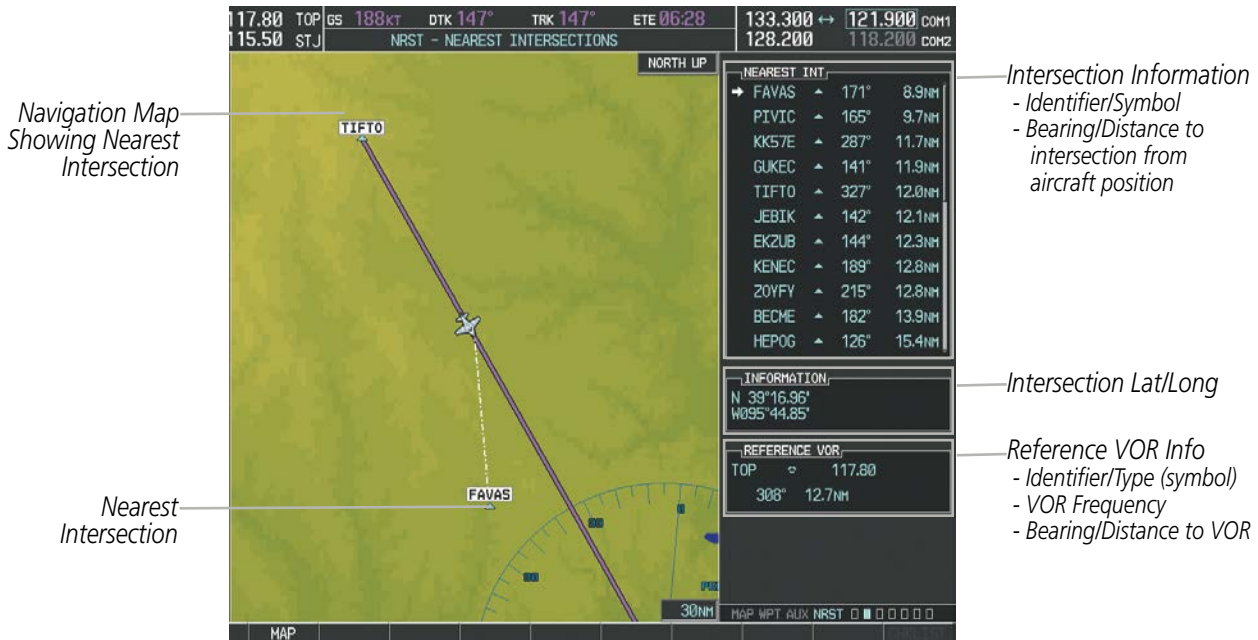 117.80 TOP GS 188KT DTK 147° TRK 147° ETE 06:28 133.300 ↔ 121.900 COM1
115.50 STJ NRST - NEAREST INTERSECTIONS 128.200 118.200 COM2
NORTH UP
Navigation Map
Showing Nearest
Intersection
TIFTO
FAVAS
Nearest
Intersection
30NM
NEAREST INT
FAVAS 171° 8.9NM
PIVIC 165° 9.7NM
KK57E 287° 11.7NM
GUKEC 141° 11.9NM
TIFTO 327° 12.0NM
JEBIK 142° 12.1NM
EKZUB 144° 12.3NM
KENEC 189° 12.8NM
ZOYFY 215° 12.8NM
BECME 182° 13.9NM
HEPOG 126° 15.4NM
INFORMATION
N 39°16.96'
W095°44.85'
REFERENCE VOR
TOP 117.80
308° 12.7NM
MAP WPT AUX NRST
MAP
Intersection Information
- Identifier/Symbol
- Bearing/Distance to
intersection from
aircraft position
Intersection Lat/Long
Reference VOR Info
- Identifier/Type (symbol)
- VOR Frequency
- Bearing/Distance to VOR